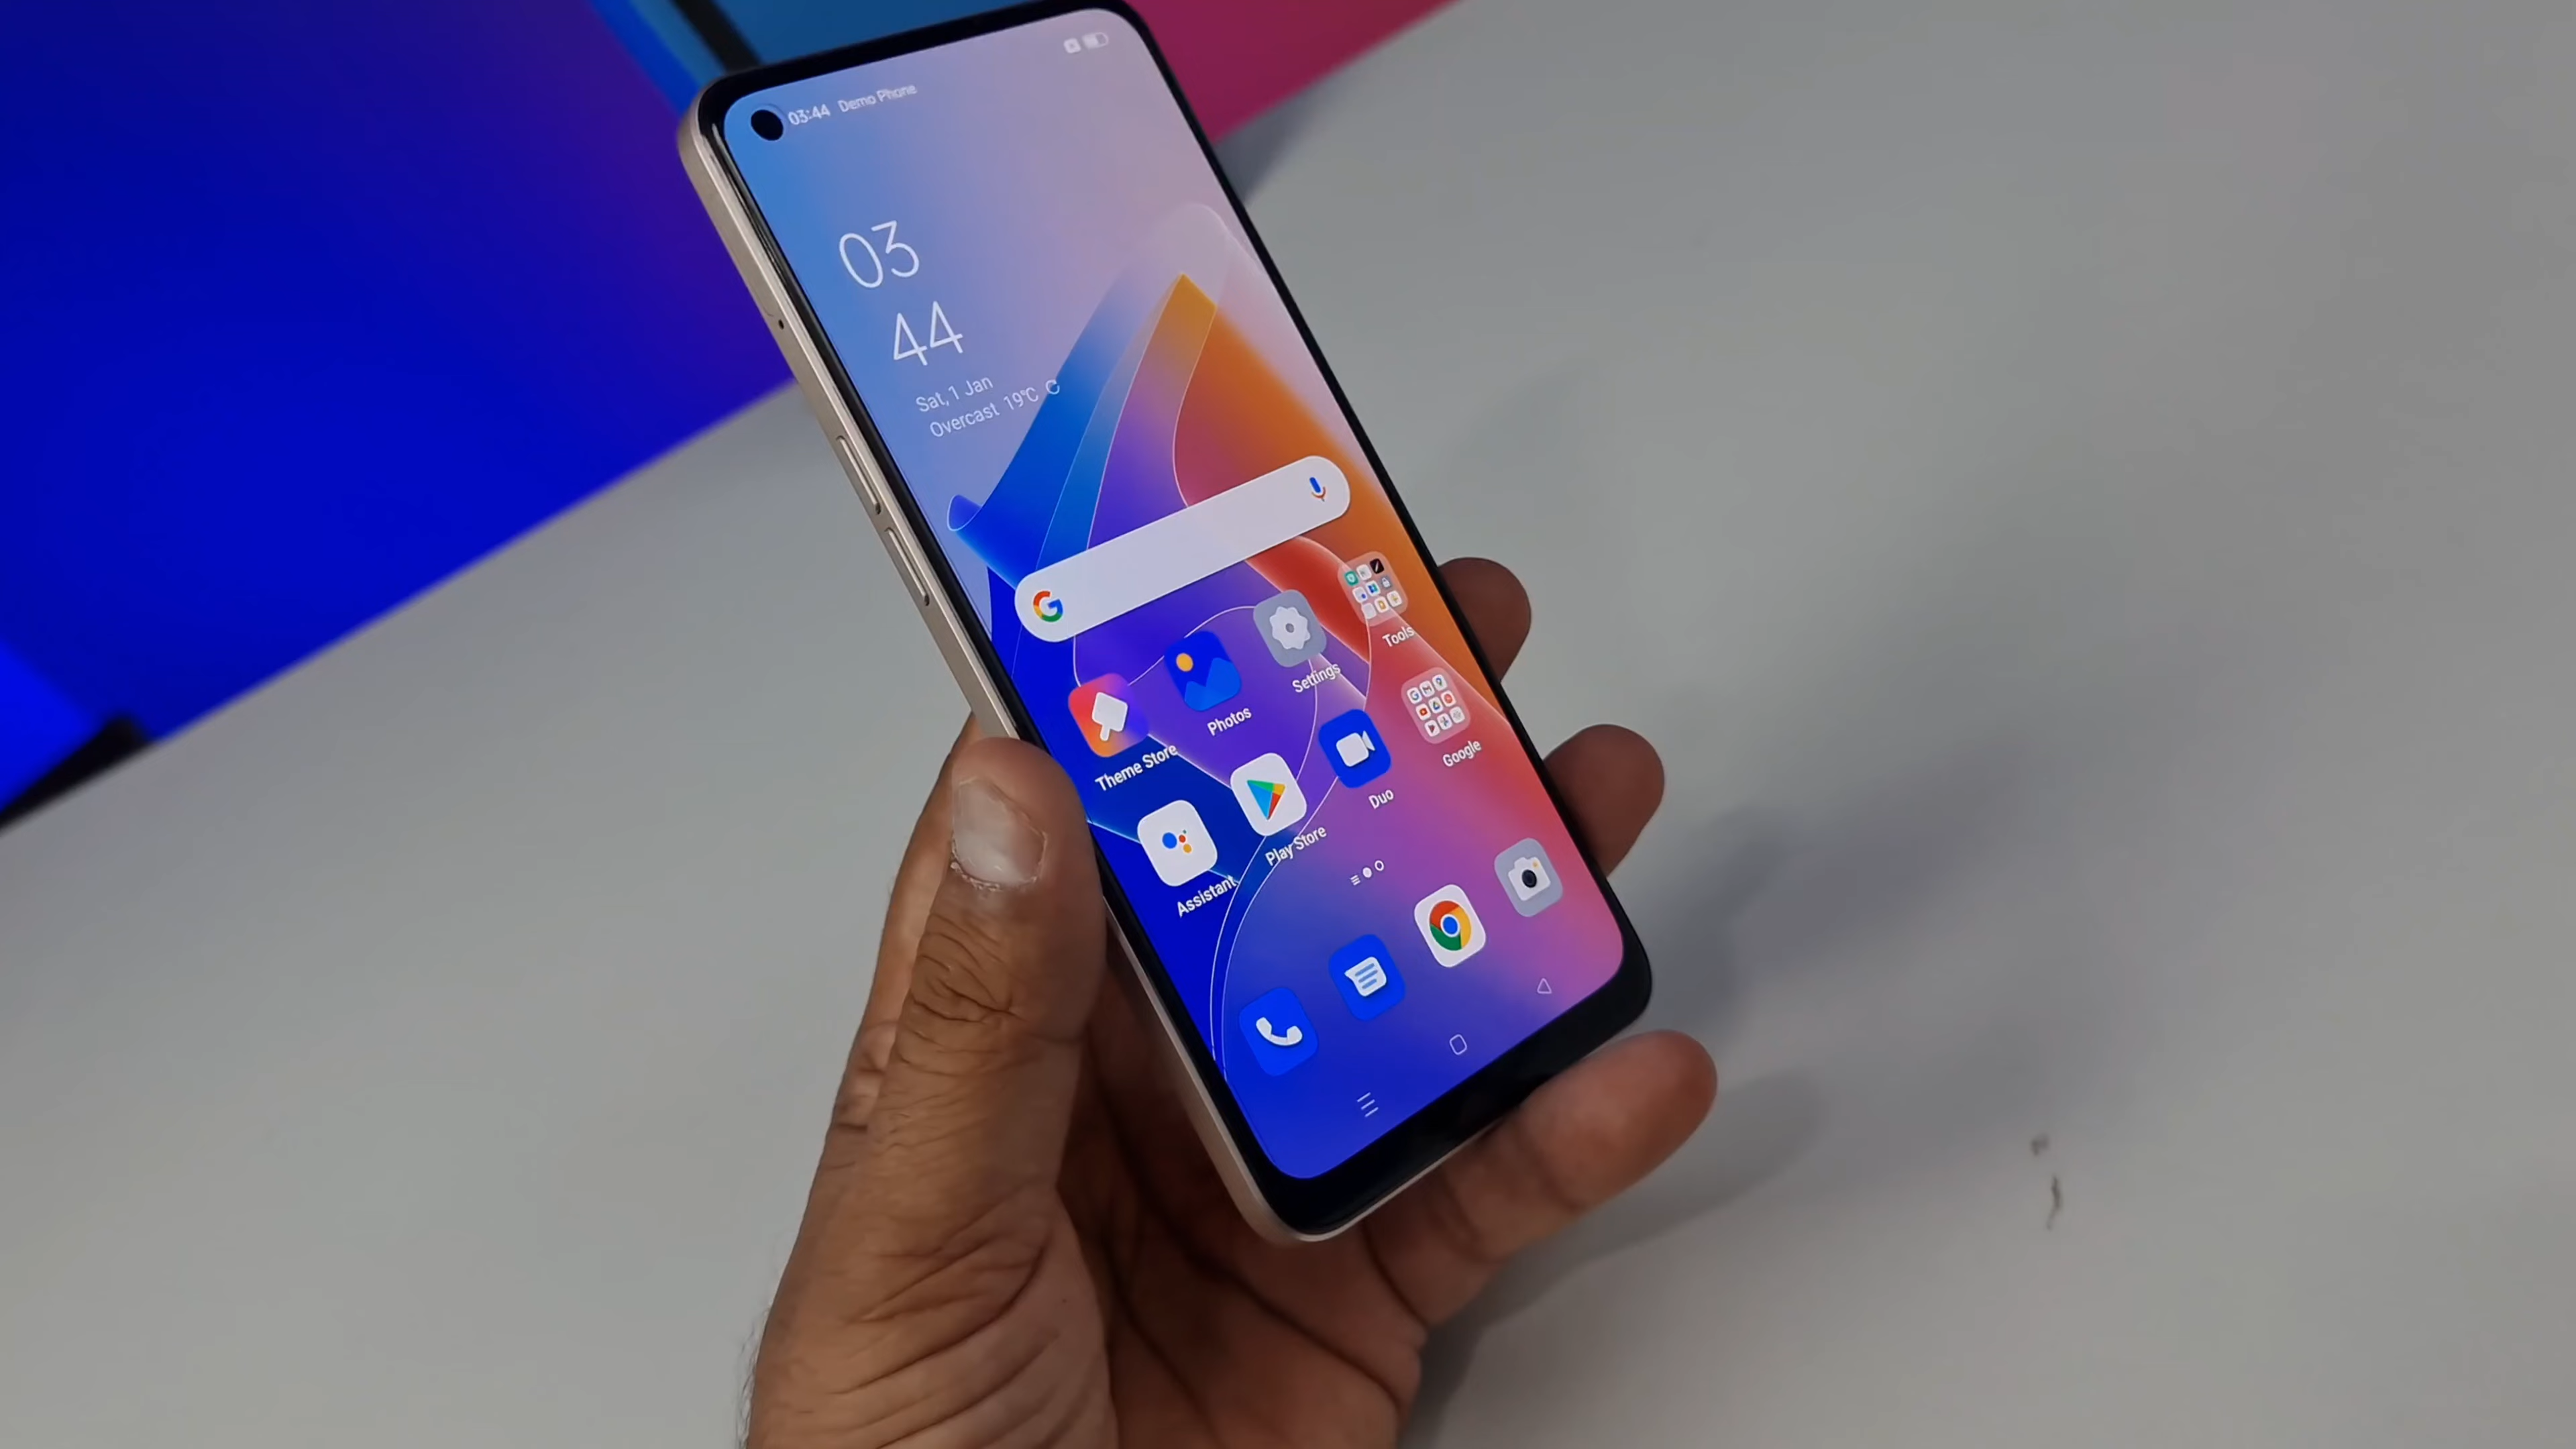 03:44 Demo Phone
03
44
Sat, 1 Jan
Overcast 19°C
Theme Store
Photos
Settings
Tools
Assistant
Play Store
Duo
Google